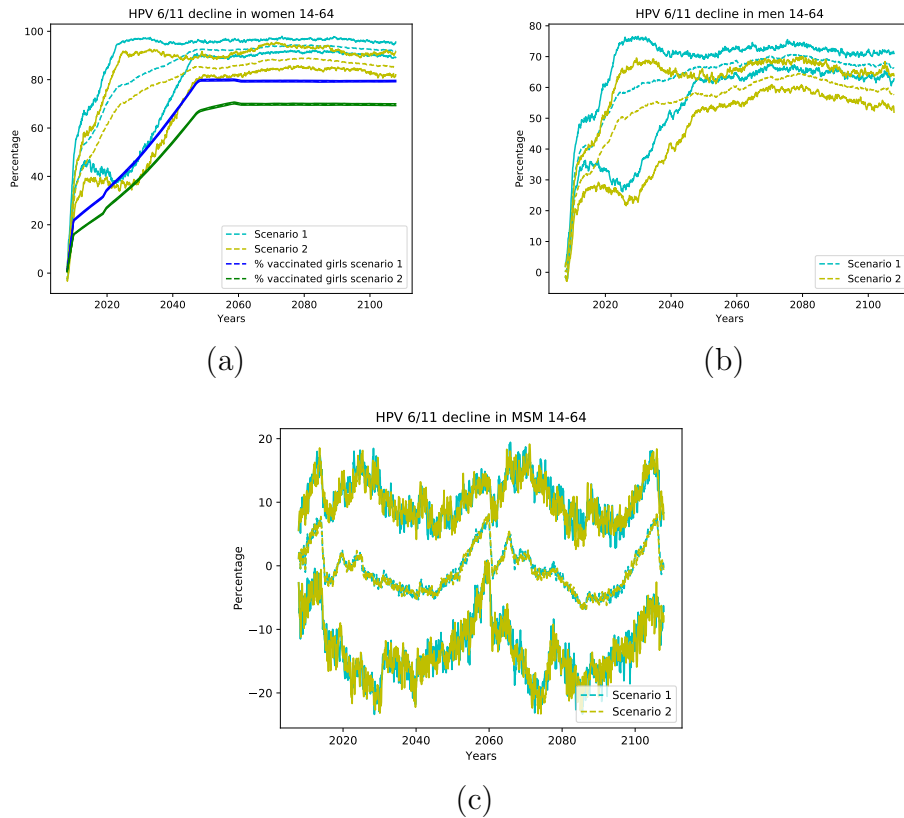 HPV 6/11 decline in women 14-64
100
80
60
40
20
0
Percentage
2020 2040 2060 2080 2100
Years
Scenario 1
Scenario 2
% vaccinated girls scenario 1
% vaccinated girls scenario 2
(a)
HPV 6/11 decline in men 14-64
80
70
60
50
40
30
20
10
0
Percentage
2020 2040 2060 2080 2100
Years
Scenario 1
Scenario 2
(b)
HPV 6/11 decline in MSM 14-64
20
10
0
−10
−20
Percentage
2020 2040 2060 2080 2100
Years
Scenario 1
Scenario 2
(c)